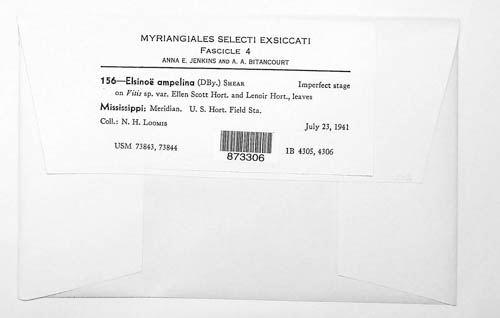 MYRIANGIALES SELECTI EXSICCATI
FASCICLE 4
ANNA E. JENKINS AND A. A. BITANCOURT
156—Elsinoë ampelina (DBy.) SHEAR Imperfect stage
on Vitis sp. var. Ellen Scott Hort. and Lenoir Hort., leaves
Mississippi: Meridian. U. S. Hort. Field Sta.
Coll.: N. H. LOOMIS July 23, 1941
USM 73843, 73844 IB 4305, 4306
873306